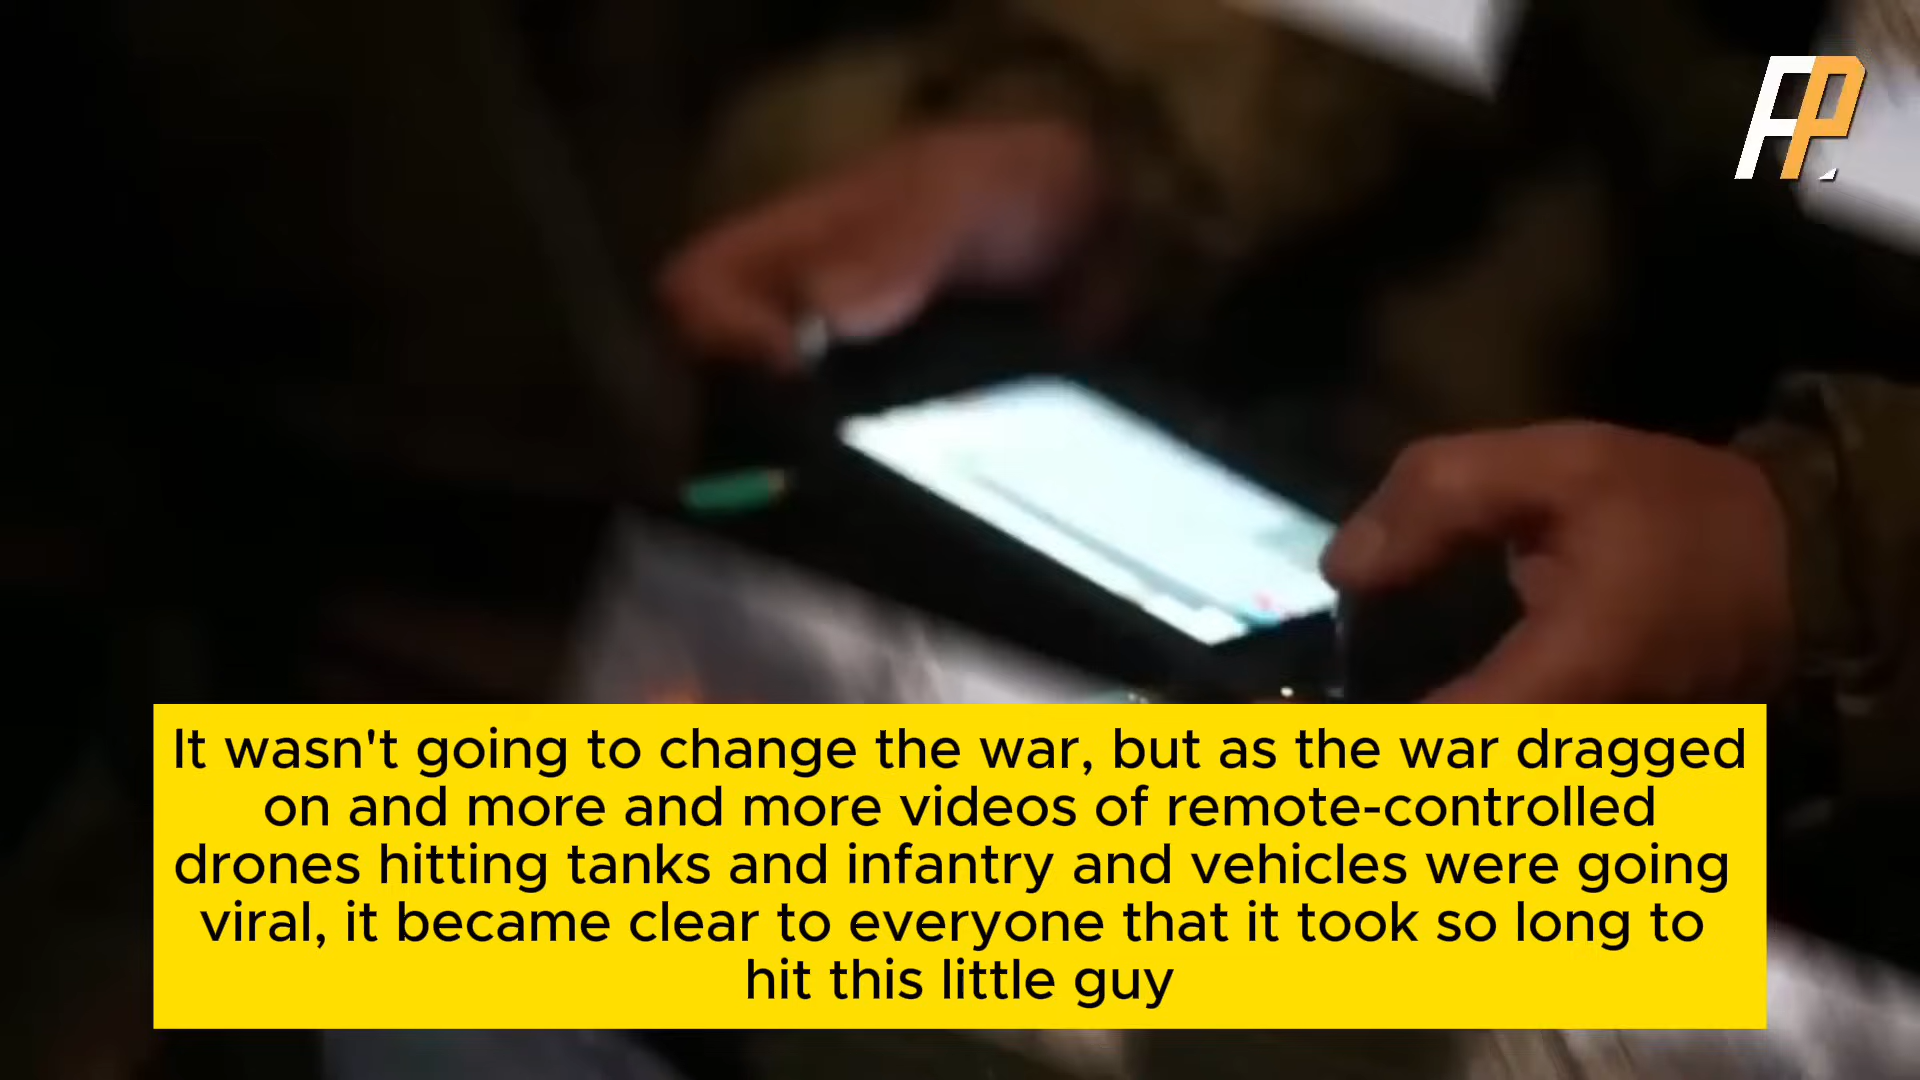 FP.
It wasn't going to change the war, but as the war dragged
on and more and more videos of remote-controlled
drones hitting tanks and infantry and vehicles were going
viral, it became clear to everyone that it took so long to
hit this little guy